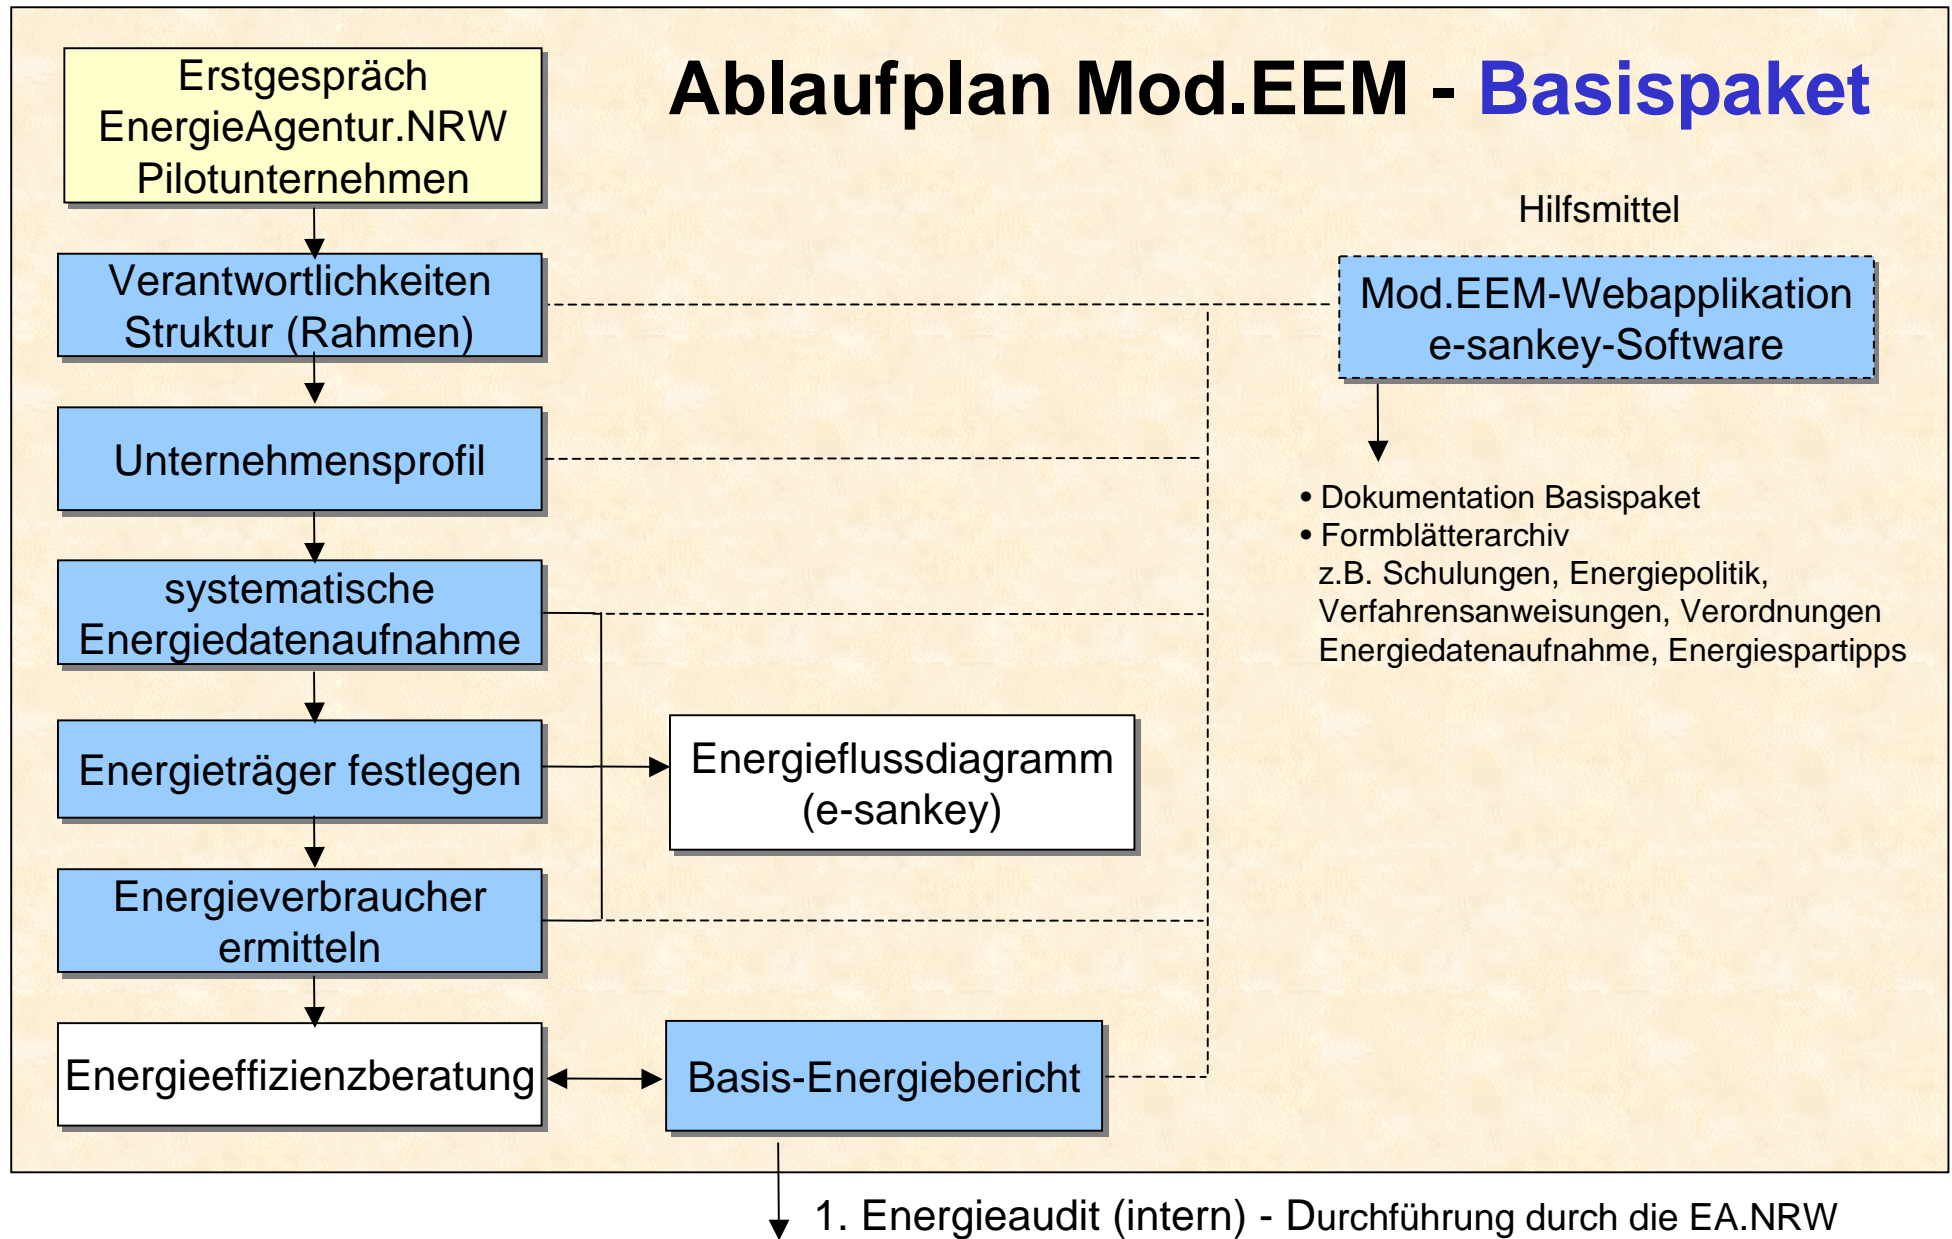 Ablaufplan Mod.EEM - Basispaket
Erstgespräch
EnergieAgentur.NRW
Pilotunternehmen
Verantwortlichkeiten
Struktur (Rahmen)
Unternehmensprofil
systematische
Energiedatenaufnahme
Energieträger festlegen
Energieverbraucher
ermitteln
Energieeffizienzberatung
Energieflussdiagramm
(e-sankey)
Basis-Energiebericht
Hilfsmittel
Mod.EEM-Webapplikation
e-sankey-Software
• Dokumentation Basispaket
• Formblätterarchiv
z.B. Schulungen, Energiepolitik,
Verfahrensanweisungen, Verordnungen
Energiedatenaufnahme, Energiespartipps
1. Energieaudit (intern) - Durchführung durch die EA.NRW